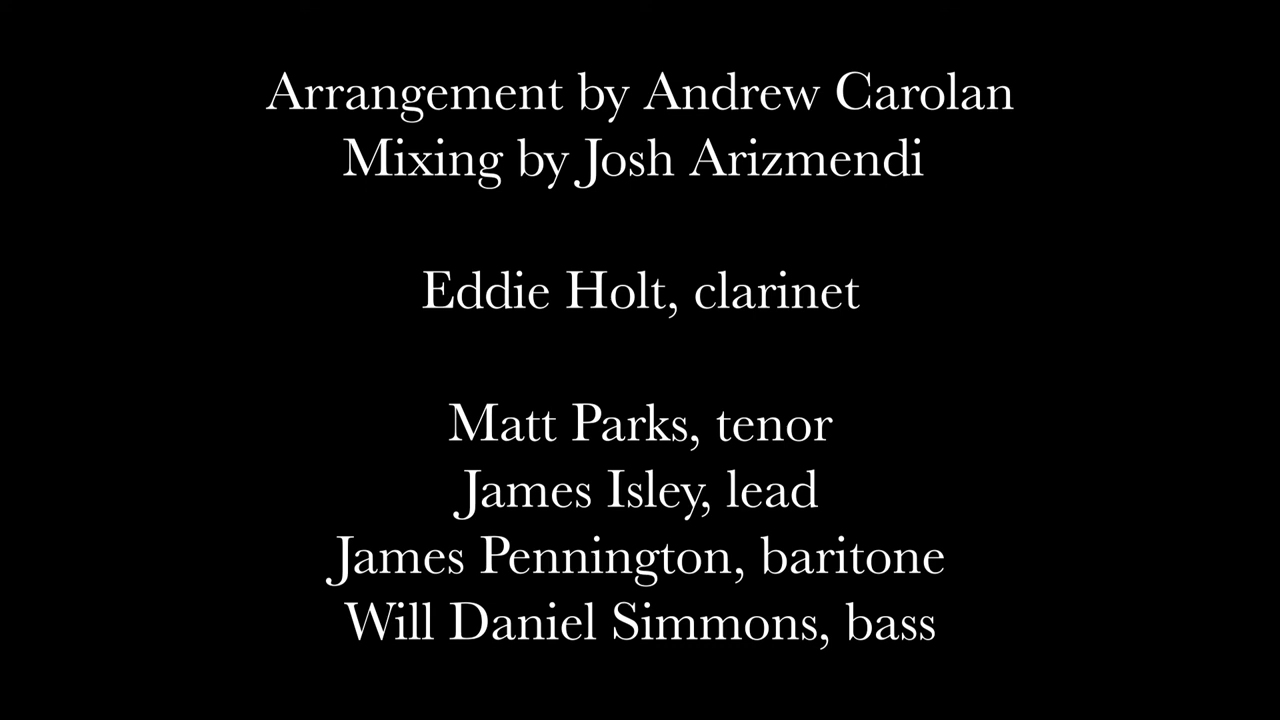 Arrangement by Andrew Carolan
Mixing by Josh Arizmendi
Eddie Holt, clarinet
Matt Parks, tenor
James Isley, lead
James Pennington, baritone
Will Daniel Simmons, bass